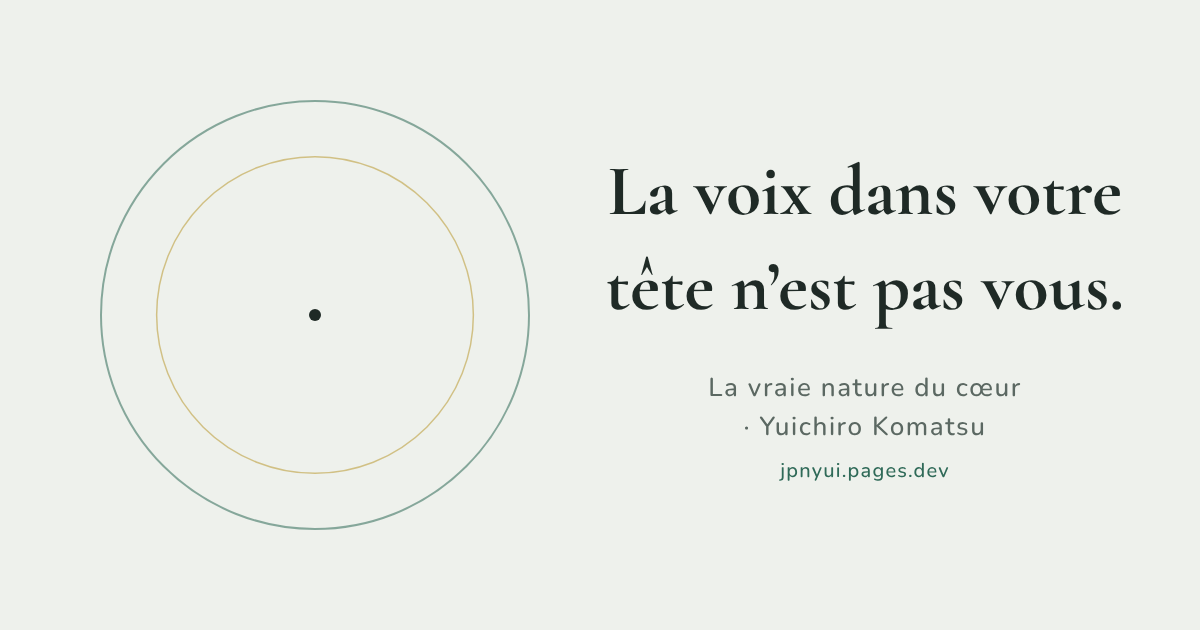 La voix dans votre
tête n’est pas vous.
La vraie nature du cœur
· Yuichiro Komatsu
jpnyui.pages.dev